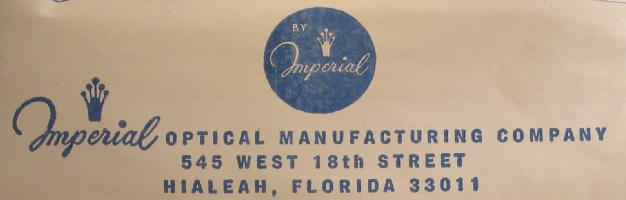 BY
Imperial
Imperial OPTICAL MANUFACTURING COMPANY
545 WEST 18th STREET
HIALEAH, FLORIDA 33011